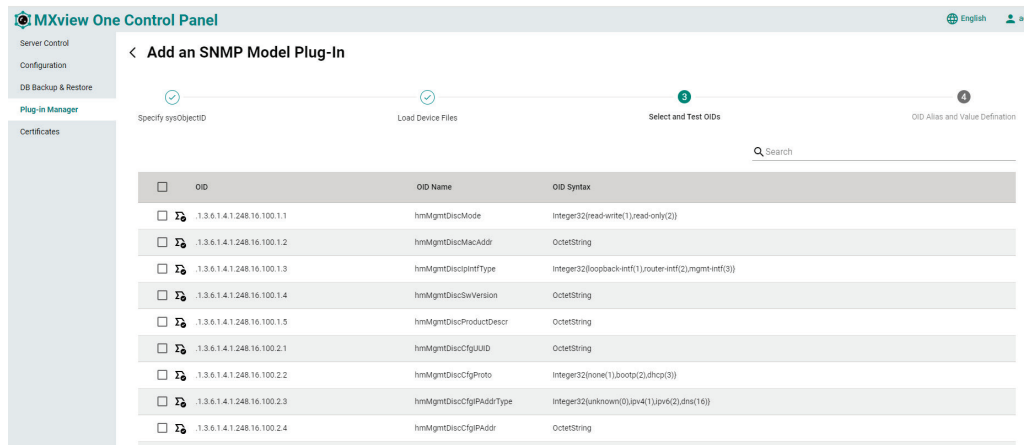 MXview One Control Panel
English
Server Control
Configuration
DB Backup & Restore
Plug-in Manager
Certificates
Add an SNMP Model Plug-In
3
4
Specify sysObjectID
Load Device Files
Select and Test OIDs
OID Alias and Value Defination
Search
OID OID Name OID Syntax
.1.3.6.1.4.1.248.16.100.1.1 hmMgmtDiscMode Integer32{read-write(1),read-only(2)}
.1.3.6.1.4.1.248.16.100.1.2 hmMgmtDiscMacAddr OctetString
.1.3.6.1.4.1.248.16.100.1.3 hmMgmtDiscIpIntfType Integer32{loopback-intf(1),router-intf(2),mgmt-intf(3)}
.1.3.6.1.4.1.248.16.100.1.4 hmMgmtDiscSwVersion OctetString
.1.3.6.1.4.1.248.16.100.1.5 hmMgmtDiscProductDescr OctetString
.1.3.6.1.4.1.248.16.100.2.1 hmMgmtDiscCfgUUID OctetString
.1.3.6.1.4.1.248.16.100.2.2 hmMgmtDiscCfgProto Integer32{none(1),bootp(2),dhcp(3)}
.1.3.6.1.4.1.248.16.100.2.3 hmMgmtDiscCfgIPAddrType Integer32{unknown(0),ipv4(1),ipv6(2),dns(16)}
.1.3.6.1.4.1.248.16.100.2.4 hmMgmtDiscCfgIPAddr OctetString